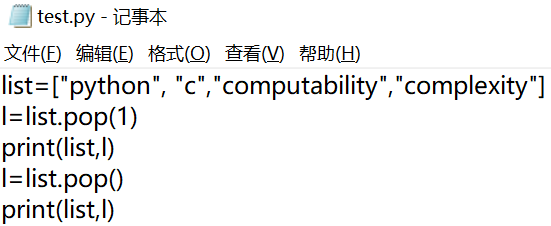 test.py - 记事本
文件(F) 编辑(E) 格式(O) 查看(V) 帮助(H)
list=["python", "c","computability","complexity"]
l=list.pop(1)
print(list,l)
l=list.pop()
print(list,l)